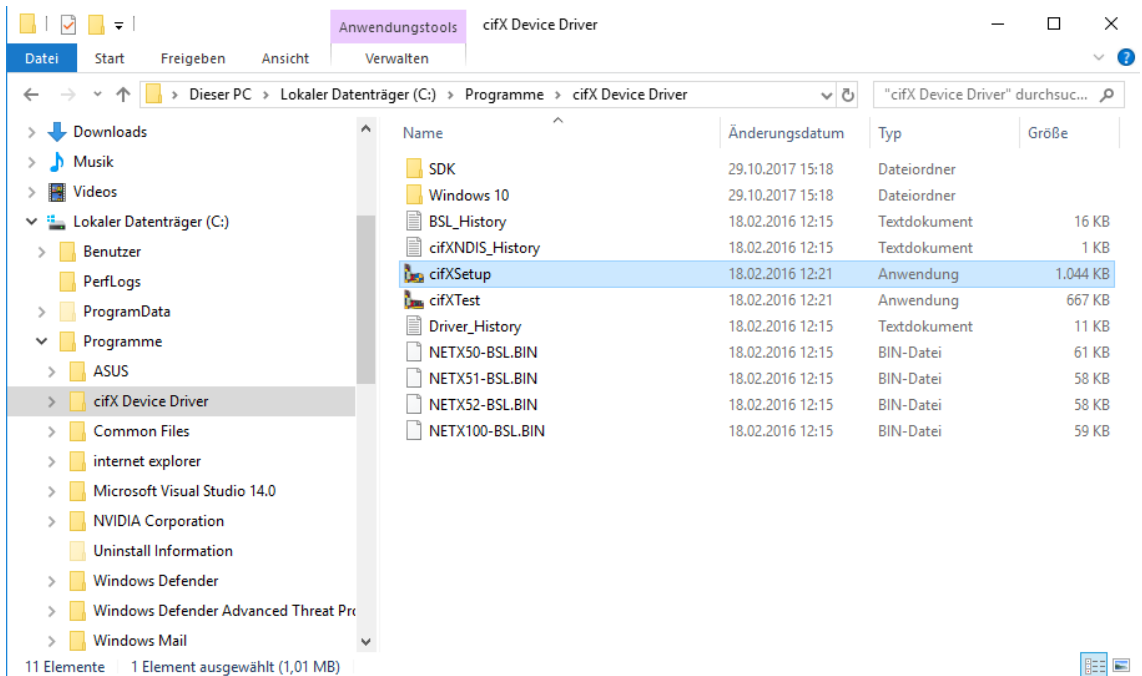 Anwendungstools cifX Device Driver
Datei Start Freigeben Ansicht Verwalten
Dieser PC > Lokaler Datenträger (C:) > Programme > cifX Device Driver "cifX Device Driver" durchsuc...
Downloads
Musik
Videos
Lokaler Datenträger (C:)
Benutzer
PerfLogs
ProgramData
Programme
ASUS
cifX Device Driver
Common Files
internet explorer
Microsoft Visual Studio 14.0
NVIDIA Corporation
Uninstall Information
Windows Defender
Windows Defender Advanced Threat Pro
Windows Mail
Name Änderungsdatum Typ Größe
SDK 29.10.2017 15:18 Dateiordner
Windows 10 29.10.2017 15:18 Dateiordner
BSL_History 18.02.2016 12:15 Textdokument 16 KB
cifXNDIS_History 18.02.2016 12:15 Textdokument 1 KB
cifXSetup 18.02.2016 12:21 Anwendung 1.044 KB
cifXTest 18.02.2016 12:21 Anwendung 667 KB
Driver_History 18.02.2016 12:15 Textdokument 11 KB
NETX50-BSL.BIN 18.02.2016 12:15 BIN-Datei 61 KB
NETX51-BSL.BIN 18.02.2016 12:15 BIN-Datei 58 KB
NETX52-BSL.BIN 18.02.2016 12:15 BIN-Datei 58 KB
NETX100-BSL.BIN 18.02.2016 12:15 BIN-Datei 59 KB
11 Elemente 1 Element ausgewählt (1,01 MB)